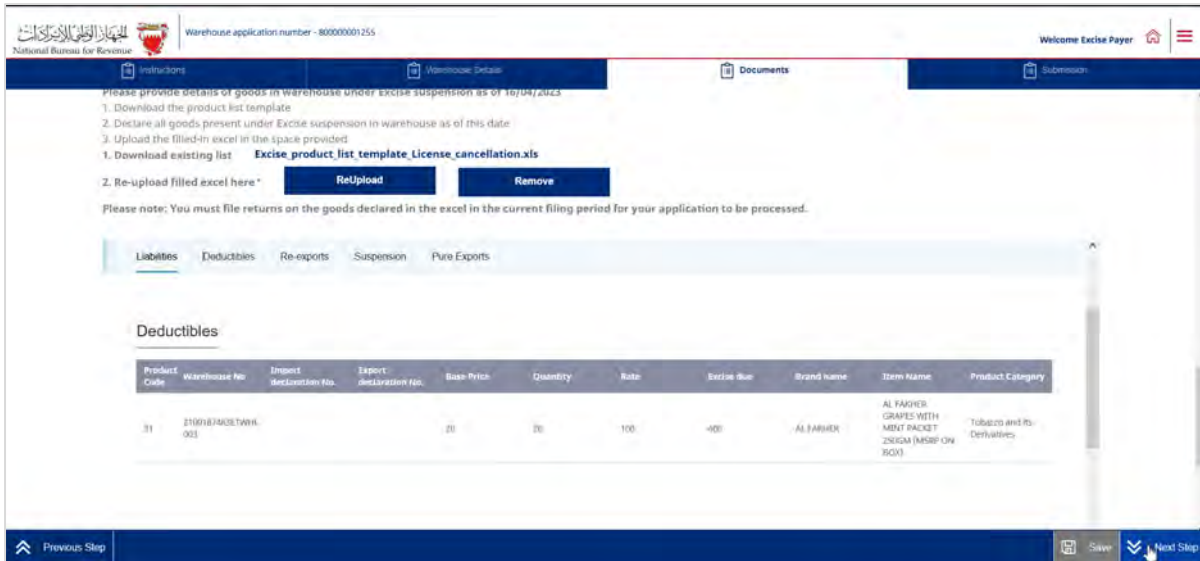 الجهاز الوطني للإيرادات
National Bureau for Revenue
Warehouse application number - 800000001255
Welcome Excise Payer
Instructions
Warehouse Details
Documents
Submission
Please provide details of goods in warehouse under Excise suspension as of 16/04/2023
1. Download the product list template
2. Declare all goods present under Excise suspension in warehouse as of this date
3. Upload the filled-in excel in the space provided
1. Download existing list Excise_product_list_template_License_cancellation.xls
2. Re-upload filled excel here* ReUpload Remove
Please note: You must file returns on the goods declared in the excel in the current filing period for your application to be processed.
Liabilities Deductibles Re-exports Suspension Pure Exports
Deductibles
Product Code
Warehouse No
Import declaration No.
Export declaration No.
Base Price
Quantity
Rate
Excise due
Brand name
Item Name
Product Category
20
20
100
-400
AL FAKHER
AL FAKHER
GRAPES WITH
MINT PACKET
250GM (MSRP ON
BOX)
Tobacco and its
Derivatives
Previous Step
Save
Next Step